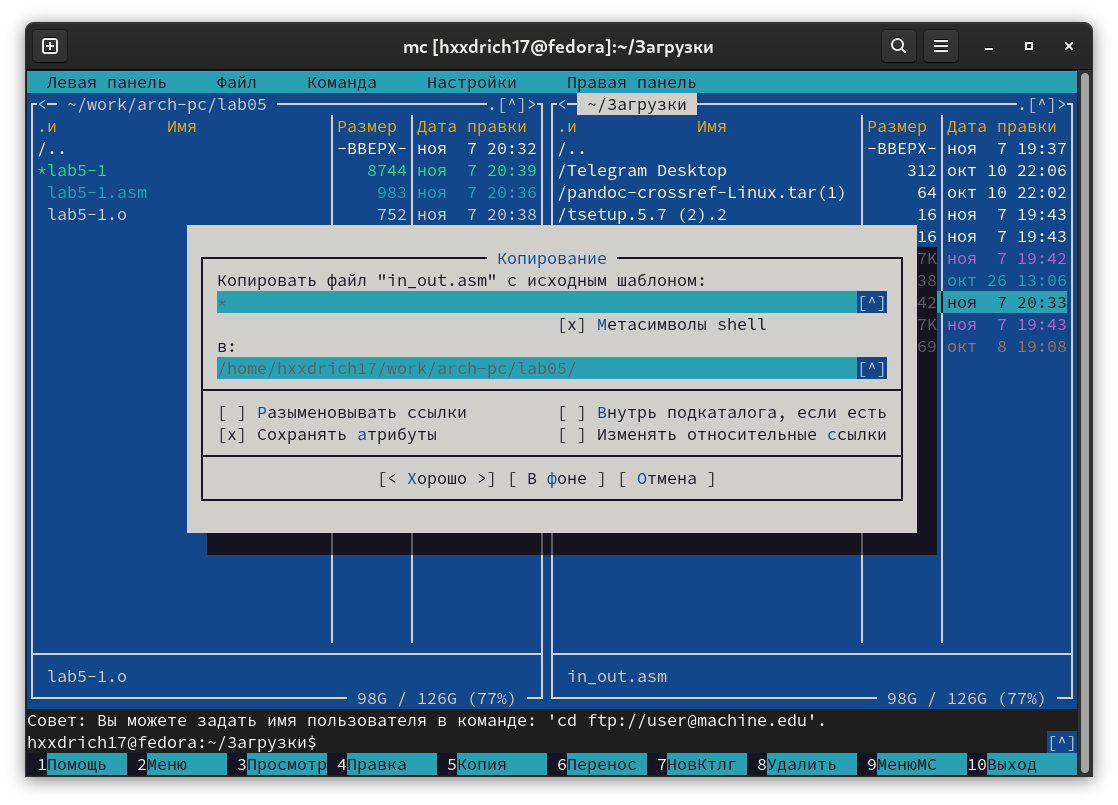 mc [hxxdrich17@fedora]:~/Загрузки
Левая панель Файл Команда Настройки Правая панель
<─ ~/work/arch-pc/lab05 ─.[^]> <─ ~/Загрузки ─.[^]>
.и Имя Размер Дата правки .и Имя Размер Дата правки
/.. -ВВЕРХ- ноя 7 20:32 /.. -ВВЕРХ- ноя 7 19:37
*lab5-1 8744 ноя 7 20:39 /Telegram Desktop 312 окт 10 22:06
lab5-1.asm 983 ноя 7 20:36 /pandoc-crossref-Linux.tar(1) 64 окт 10 22:02
lab5-1.o 752 ноя 7 20:38 /tsetup.5.7 (2).2 16 ноя 7 19:43
16 ноя 7 19:43
Копирование 7K ноя 7 19:42
Копировать файл "in_out.asm" с исходным шаблоном: 38 окт 26 13:06
* [^] 42 ноя 7 20:33
[x] Метасимволы shell 7K ноя 7 19:43
в: 69 окт 8 19:08
/home/hxxdrich17/work/arch-pc/lab05/ [^]
[ ] Разыменовывать ссылки [ ] Внутрь подкаталога, если есть
[x] Сохранять атрибуты [ ] Изменять относительные ссылки
[< Хорошо >] [ В фоне ] [ Отмена ]
lab5-1.o in_out.asm
98G / 126G (77%) 98G / 126G (77%)
Совет: Вы можете задать имя пользователя в команде: 'cd ftp://user@machine.edu'.
hxxdrich17@fedora:~/Загрузки$ [^]
1Помощь 2Меню 3Просмотр 4Правка 5Копия 6Перенос 7НовКтлг 8Удалить 9МенюМС 10Выход